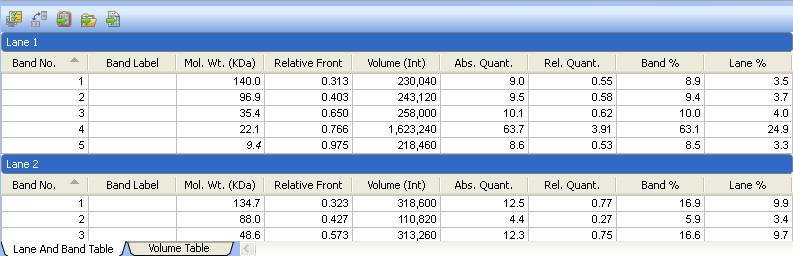 Lane 1
Band No. Band Label Mol. Wt. (KDa) Relative Front Volume (Int) Abs. Quant. Rel. Quant. Band % Lane %
1 140.0 0.313 230,040 9.0 0.55 8.9 3.5
2 96.9 0.403 243,120 9.5 0.58 9.4 3.7
3 35.4 0.650 258,000 10.1 0.62 10.0 4.0
4 22.1 0.766 1,623,240 63.7 3.91 63.1 24.9
5 9.4 0.975 218,460 8.6 0.53 8.5 3.3
Lane 2
Band No. Band Label Mol. Wt. (KDa) Relative Front Volume (Int) Abs. Quant. Rel. Quant. Band % Lane %
1 134.7 0.323 318,600 12.5 0.77 16.9 9.9
2 88.0 0.427 110,820 4.4 0.27 5.9 3.4
3 48.6 0.573 313,260 12.3 0.75 16.6 9.7
Lane And Band Table Volume Table